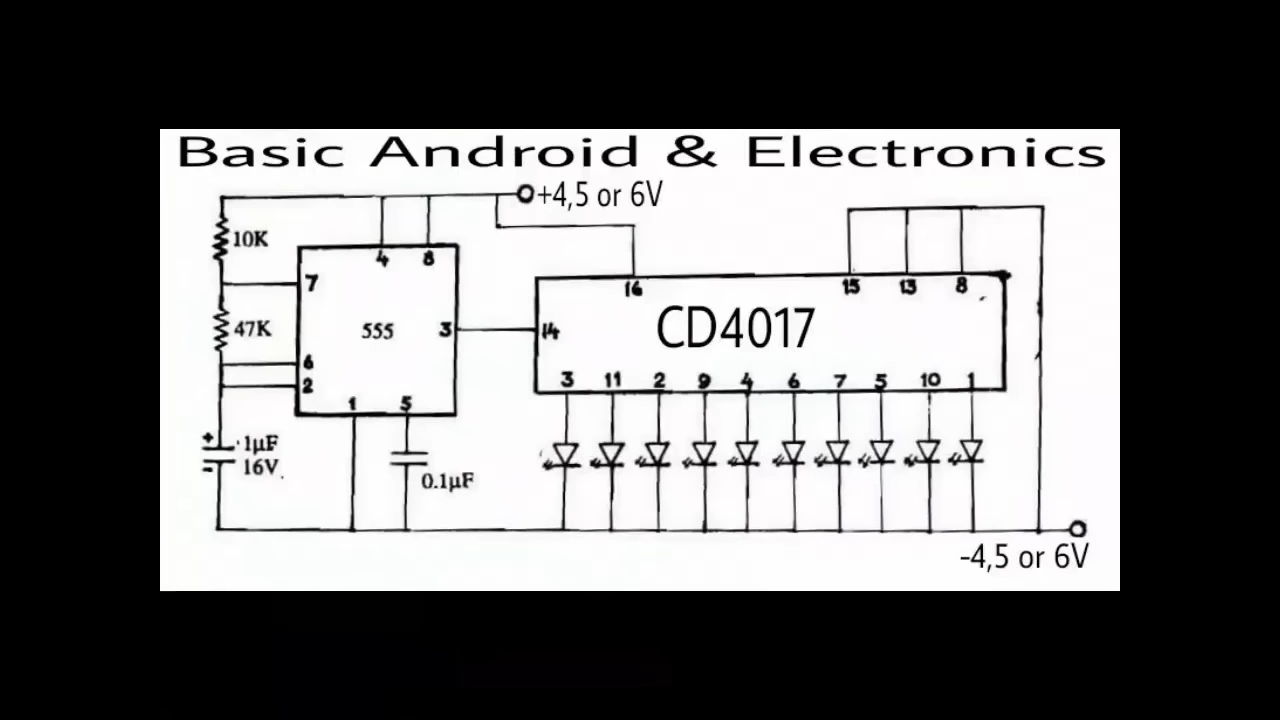 Basic Android & Electronics
+4,5 or 6V
10K
4 8
7
16
15 13 8
47K
555
3
14
CD4017
6
2
1 5
3 11 2 9 4 6 7 5 10 1
+
1µF
-
16V
0.1µF
-4,5 or 6V